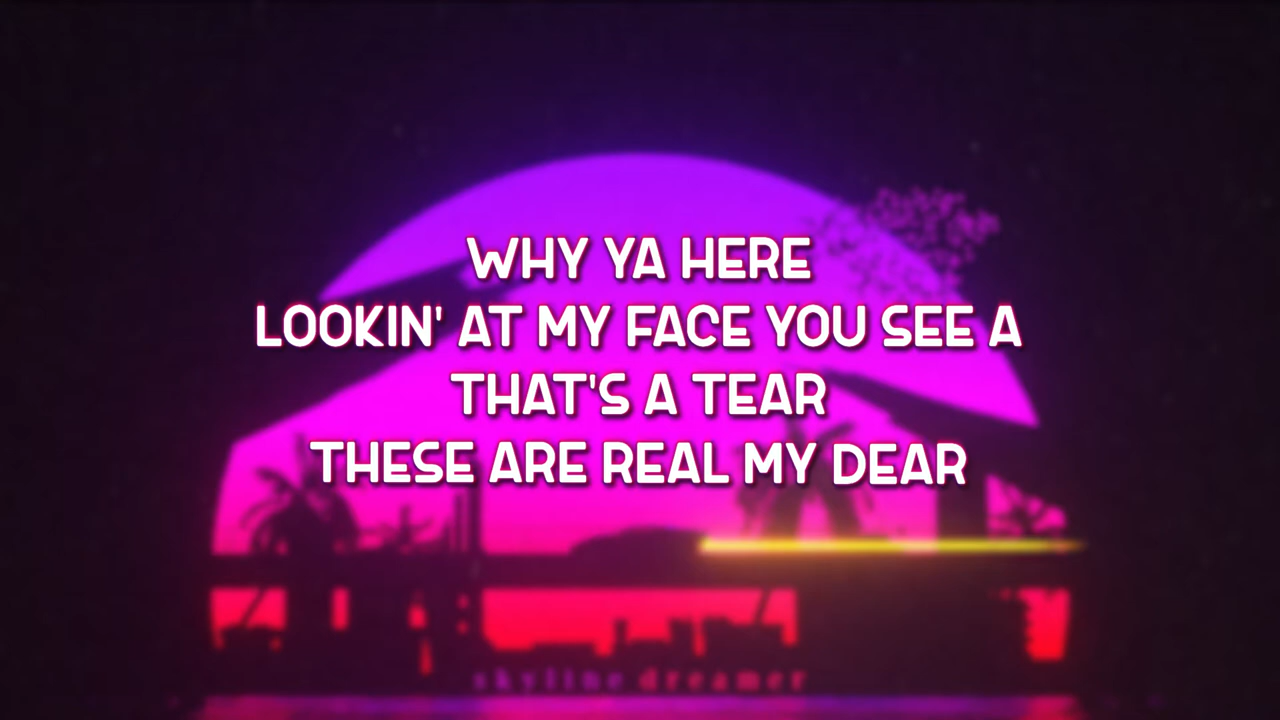 WHY YA HERE
LOOKIN' AT MY FACE YOU SEE A
THAT'S A TEAR
THESE ARE REAL MY DEAR
skyline dreamer